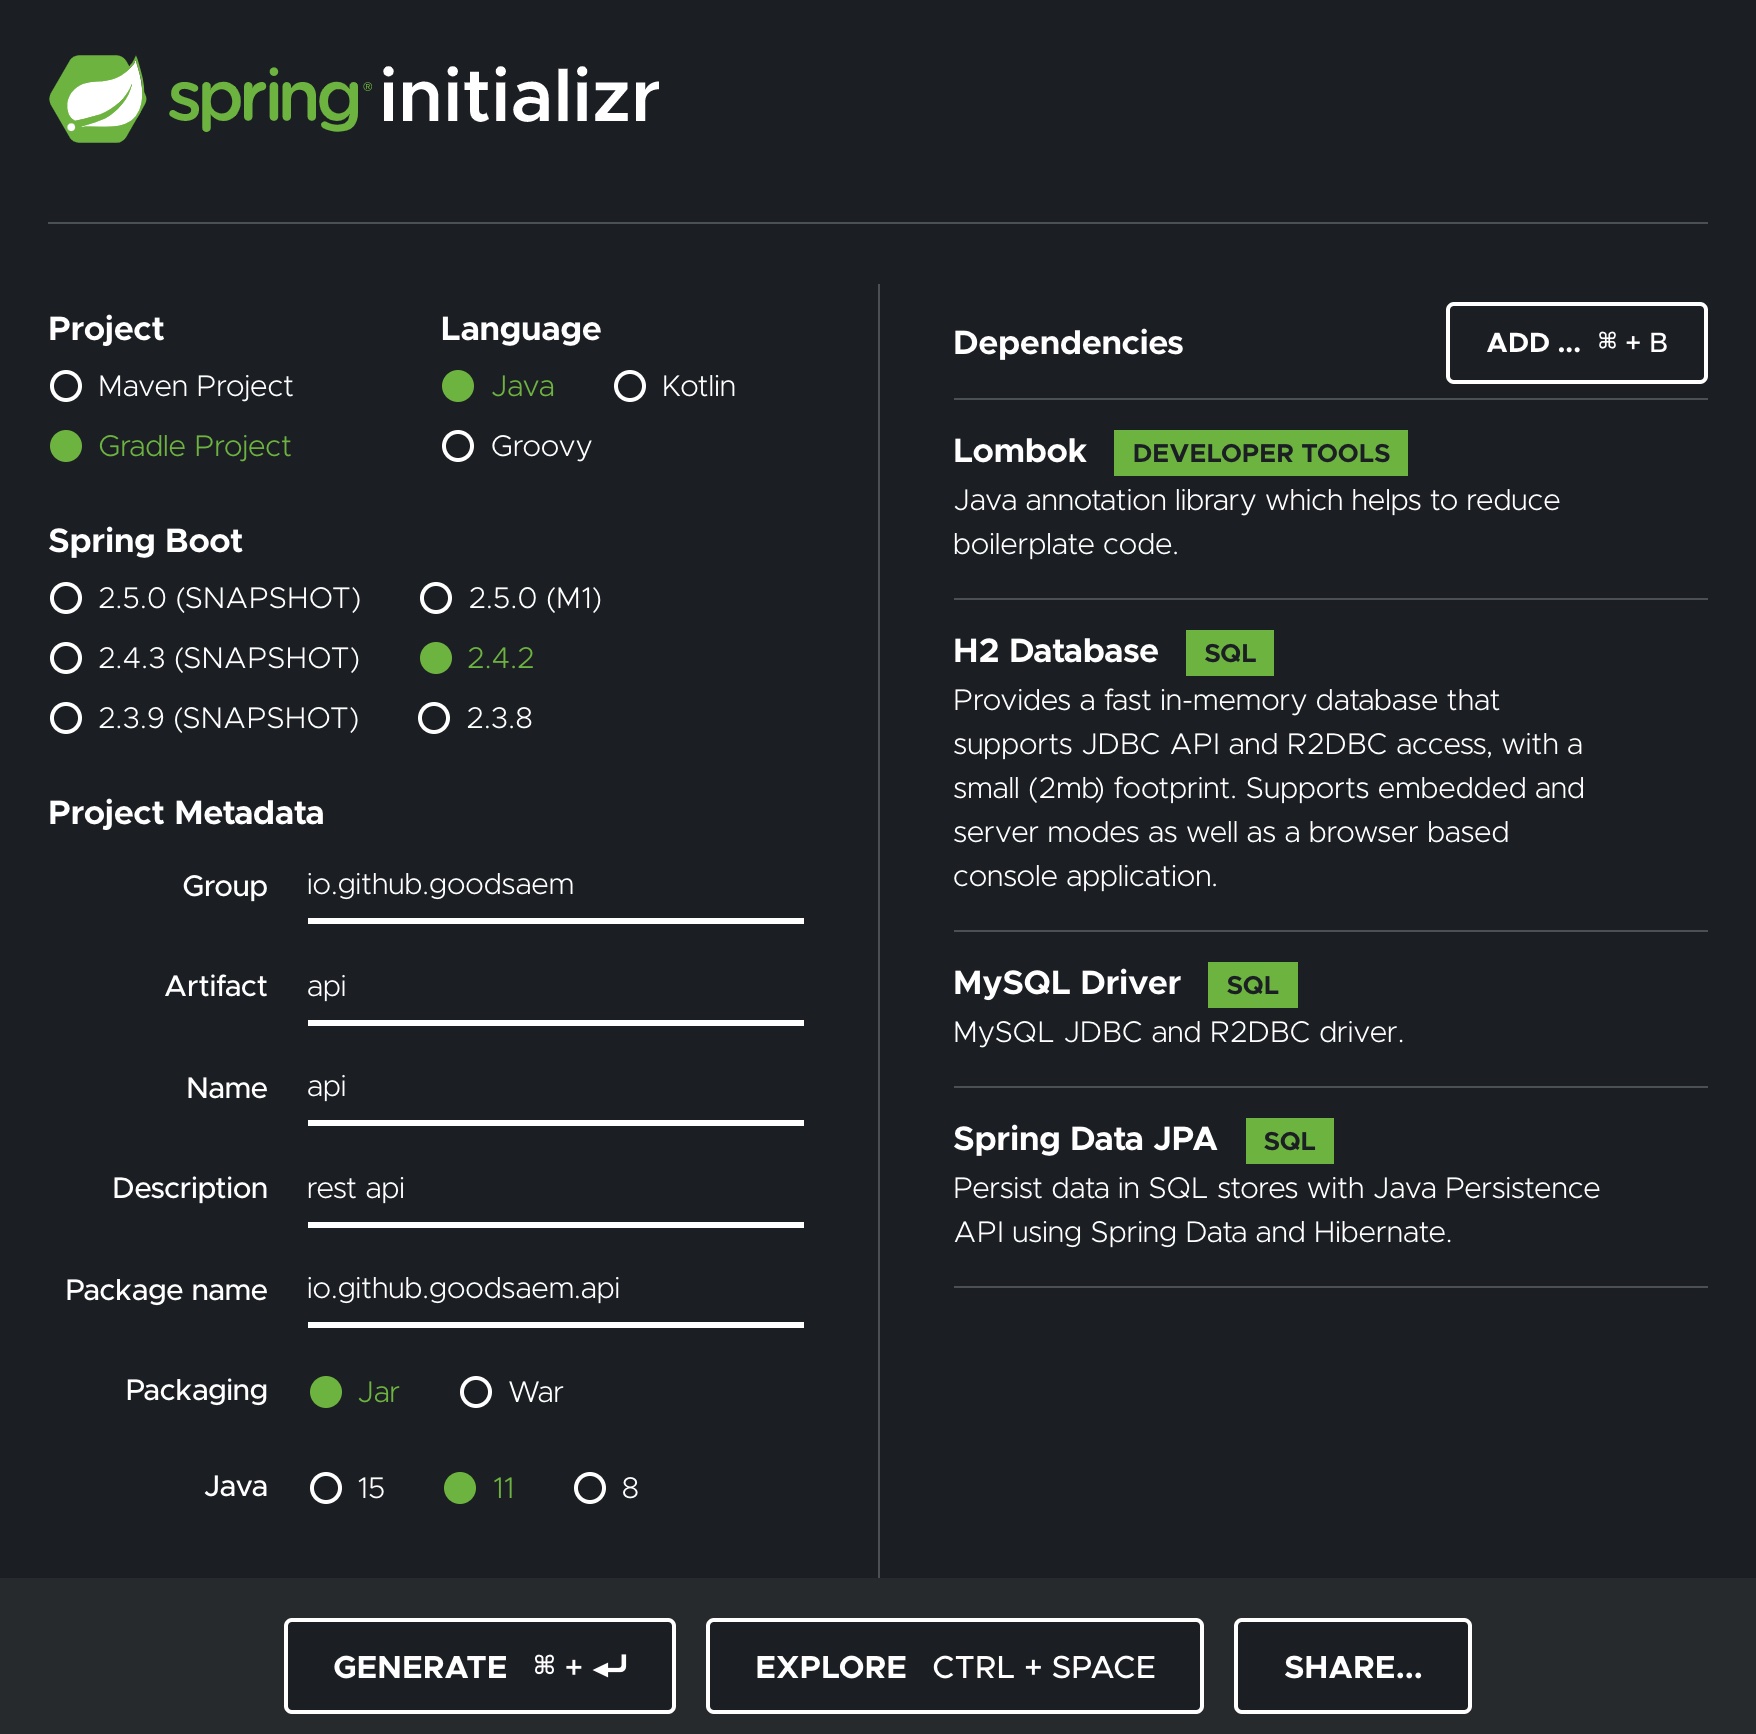 spring® initializr
Project
Maven Project
Gradle Project
Language
Java Kotlin
Groovy
Spring Boot
2.5.0 (SNAPSHOT) 2.5.0 (M1)
2.4.3 (SNAPSHOT) 2.4.2
2.3.9 (SNAPSHOT) 2.3.8
Project Metadata
Group io.github.goodsaem
Artifact api
Name api
Description rest api
Package name io.github.goodsaem.api
Packaging Jar War
Java 15 11 8
Dependencies ADD ... ⌘ + B
Lombok DEVELOPER TOOLS
Java annotation library which helps to reduce
boilerplate code.
H2 Database SQL
Provides a fast in-memory database that
supports JDBC API and R2DBC access, with a
small (2mb) footprint. Supports embedded and
server modes as well as a browser based
console application.
MySQL Driver SQL
MySQL JDBC and R2DBC driver.
Spring Data JPA SQL
Persist data in SQL stores with Java Persistence
API using Spring Data and Hibernate.
GENERATE ⌘ + ↵ EXPLORE CTRL + SPACE SHARE...